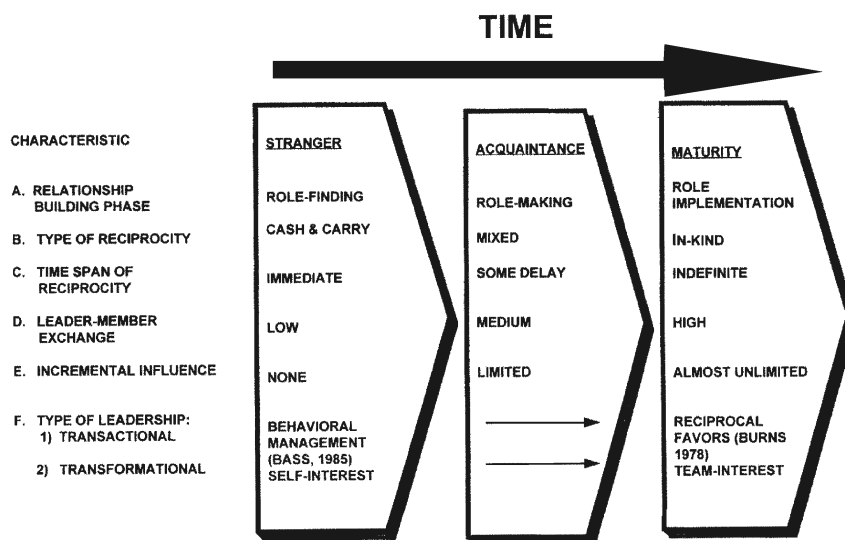 TIME
CHARACTERISTIC
STRANGER
ACQUAINTANCE
MATURITY
A. RELATIONSHIP
BUILDING PHASE
ROLE-FINDING
ROLE-MAKING
ROLE
IMPLEMENTATION
B. TYPE OF RECIPROCITY
CASH & CARRY
MIXED
IN-KIND
C. TIME SPAN OF
RECIPROCITY
IMMEDIATE
SOME DELAY
INDEFINITE
D. LEADER-MEMBER
EXCHANGE
LOW
MEDIUM
HIGH
E. INCREMENTAL INFLUENCE
NONE
LIMITED
ALMOST UNLIMITED
F. TYPE OF LEADERSHIP:
1) TRANSACTIONAL
2) TRANSFORMATIONAL
BEHAVIORAL
MANAGEMENT
(BASS, 1985)
SELF-INTEREST
RECIPROCAL
FAVORS (BURNS
1978)
TEAM-INTEREST